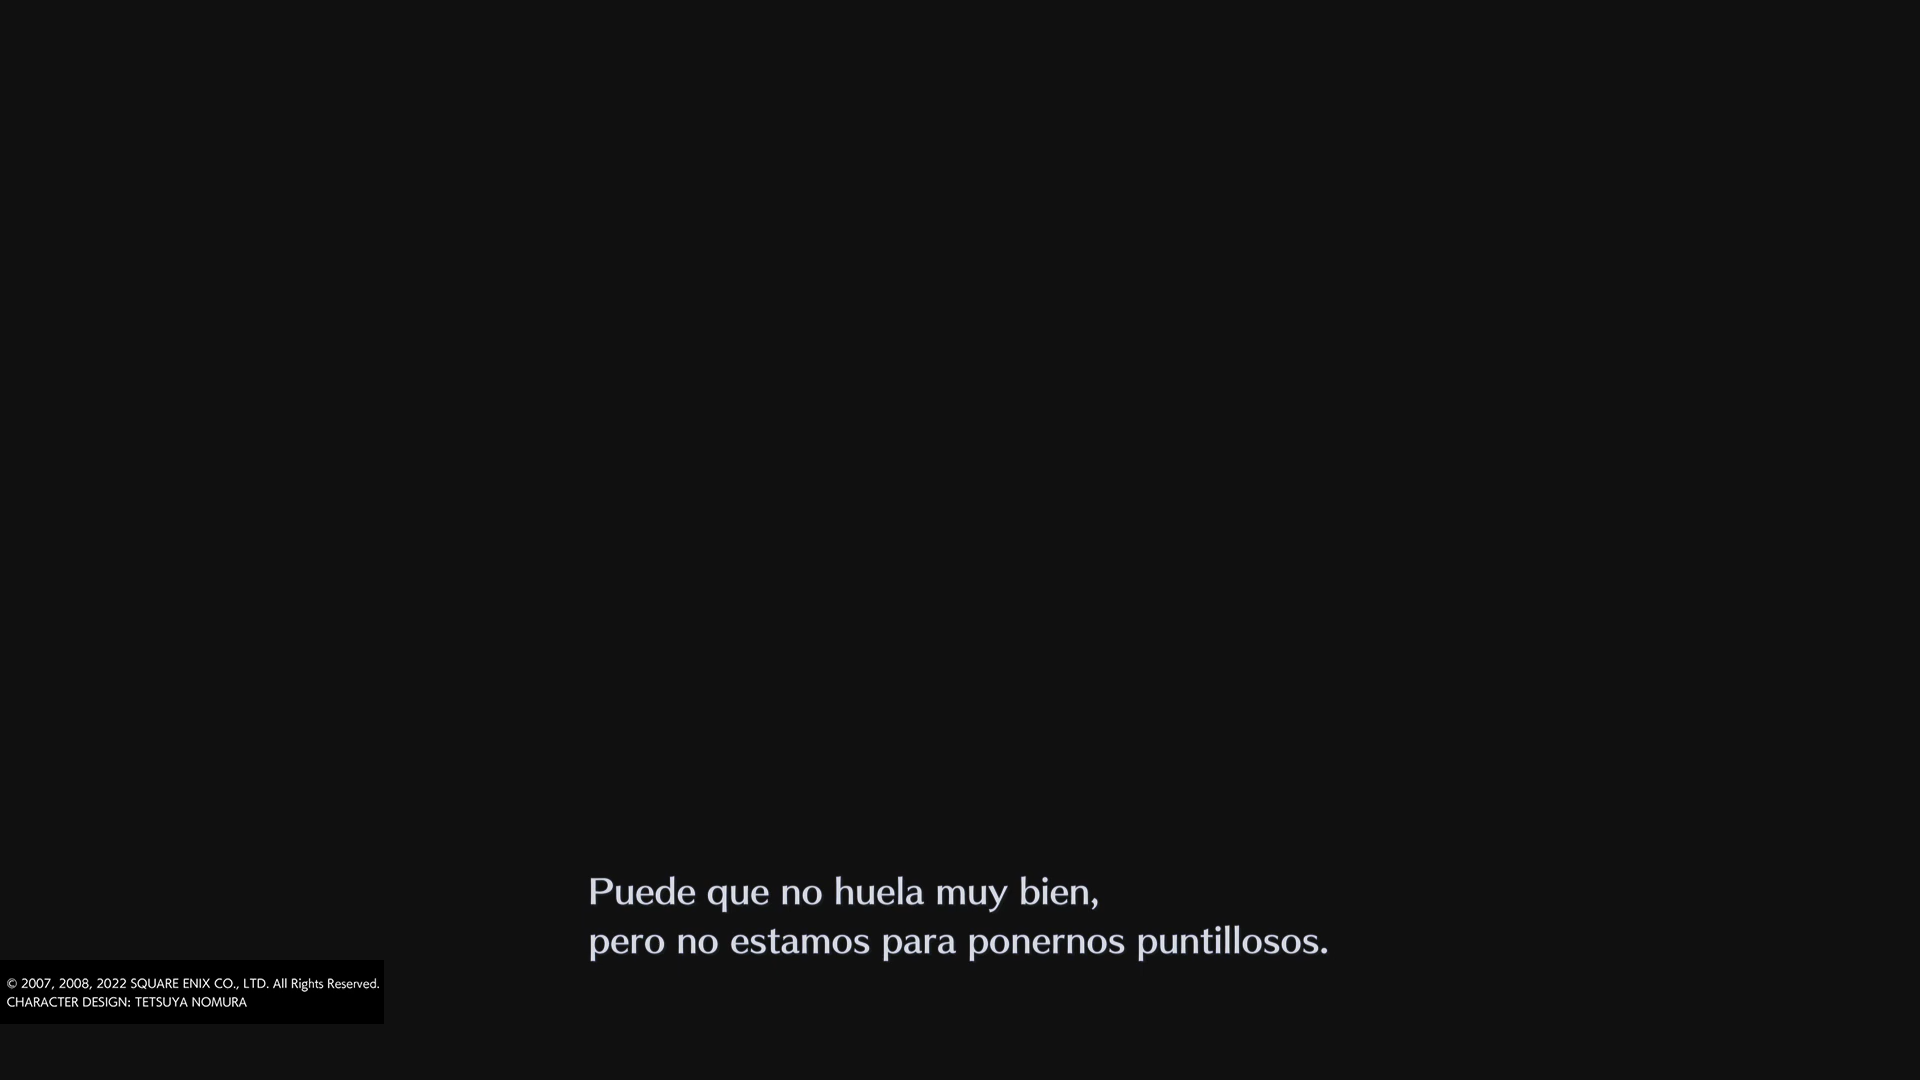 Puede que no huela muy bien,
pero no estamos para ponernos puntillosos.
© 2007, 2008, 2022 SQUARE ENIX CO., LTD. All Rights Reserved.
CHARACTER DESIGN: TETSUYA NOMURA